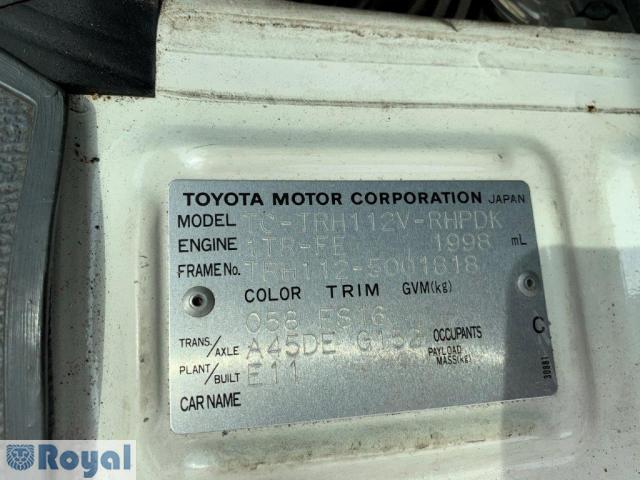 TOYOTA MOTOR CORPORATION JAPAN
MODEL TC-TRH112V-RHPDK
ENGINE 1TR-FE 1998 mL
FRAME No. TRH112-5001818
COLOR TRIM GVM(kg)
058 FS16
TRANS./AXLE A45DE G152 OCCUPANTS C
PAYLOAD MASS(kg)
PLANT/BUILT E11
CAR NAME
30981
Royal